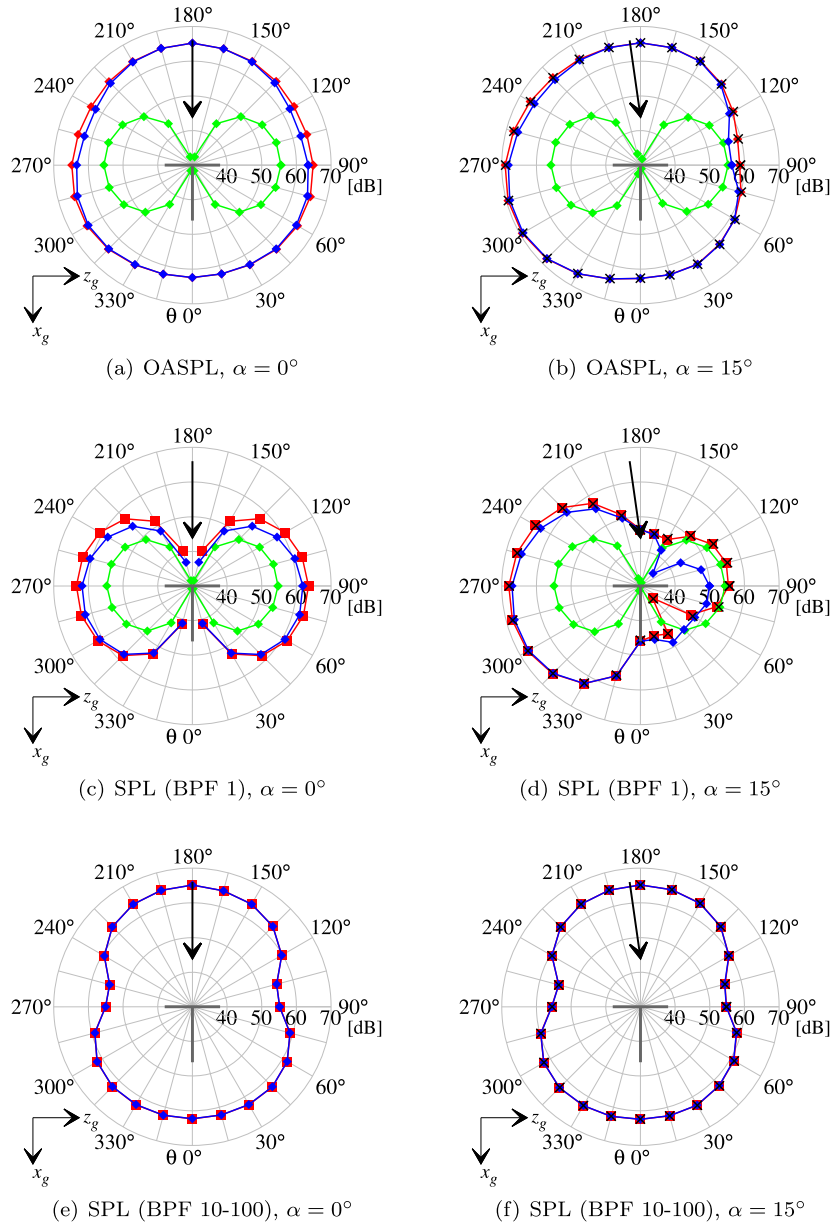 180°
210° 150°
240° 120°
270° 40 50 60 70 90°
[dB]
300° 60°
330° 30°
θ 0°
z_g
x_g
(a) OASPL, α = 0°
180°
210° 150°
240° 120°
270° 40 50 60 70 90°
[dB]
300° 60°
330° 30°
θ 0°
z_g
x_g
(b) OASPL, α = 15°
180°
210° 150°
240° 120°
270° 40 50 60 70 90°
[dB]
300° 60°
330° 30°
θ 0°
z_g
x_g
(c) SPL (BPF 1), α = 0°
180°
210° 150°
240° 120°
270° 40 50 60 70 90°
[dB]
300° 60°
330° 30°
θ 0°
z_g
x_g
(d) SPL (BPF 1), α = 15°
180°
210° 150°
240° 120°
270° 40 50 60 70 90°
[dB]
300° 60°
330° 30°
θ 0°
z_g
x_g
(e) SPL (BPF 10-100), α = 0°
180°
210° 150°
240° 120°
270° 40 50 60 70 90°
[dB]
300° 60°
330° 30°
θ 0°
z_g
x_g
(f) SPL (BPF 10-100), α = 15°